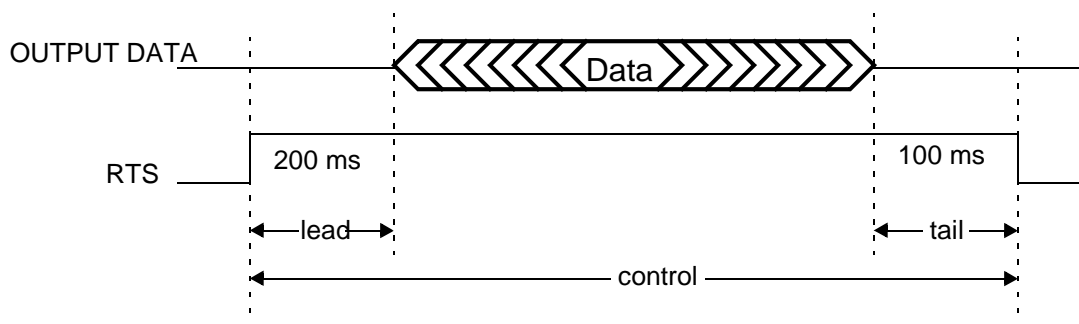 OUTPUT DATA
Data
RTS
200 ms
100 ms
lead
tail
control